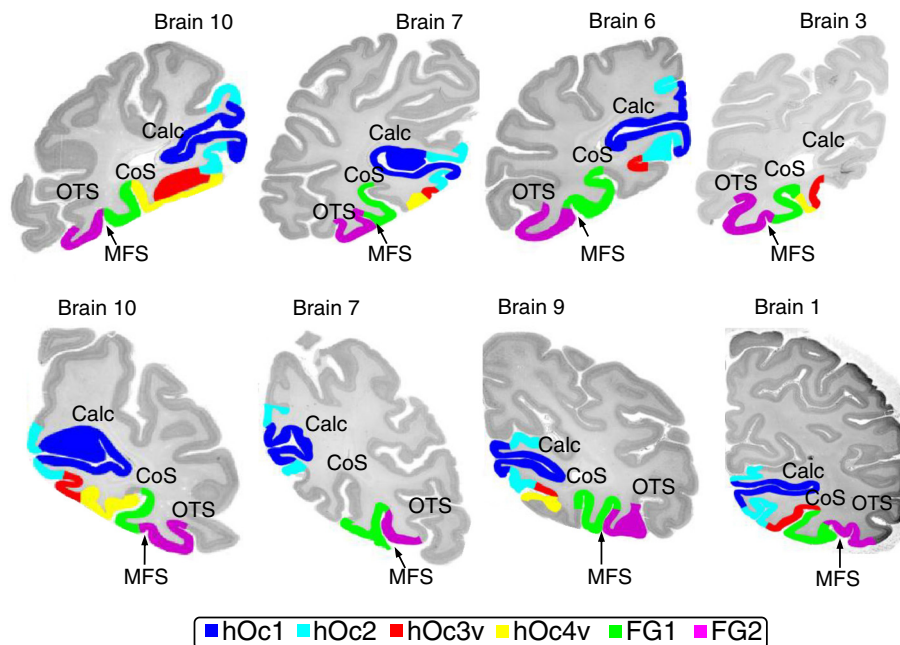 Brain 10
Brain 7
Brain 6
Brain 3
Calc
CoS
OTS
MFS
Calc
CoS
OTS
MFS
Calc
CoS
OTS
MFS
Calc
CoS
OTS
MFS
Brain 10
Brain 7
Brain 9
Brain 1
Calc
CoS
OTS
MFS
Calc
CoS
OTS
MFS
Calc
CoS
OTS
MFS
Calc
CoS
OTS
MFS
hOc1 hOc2 hOc3v hOc4v FG1 FG2